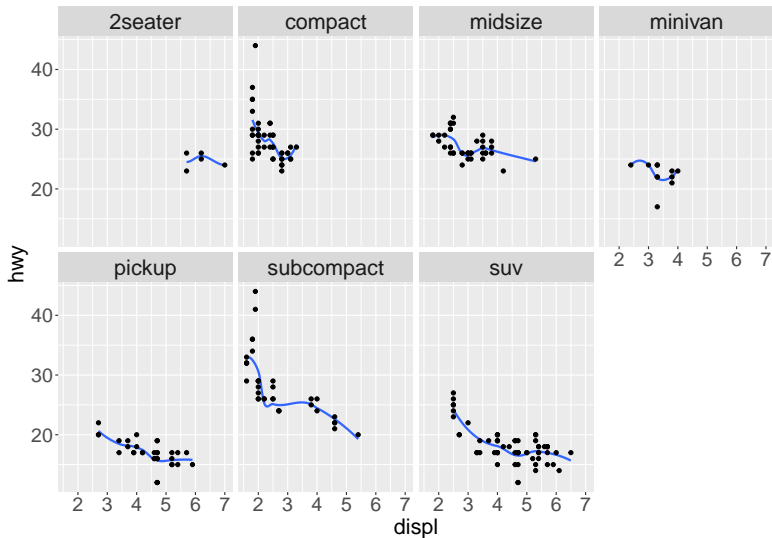 2seater compact midsize minivan
40
30
20
2 3 4 5 6 7
hwy
pickup subcompact suv
40
30
20
2 3 4 5 6 7 2 3 4 5 6 7 2 3 4 5 6 7
displ